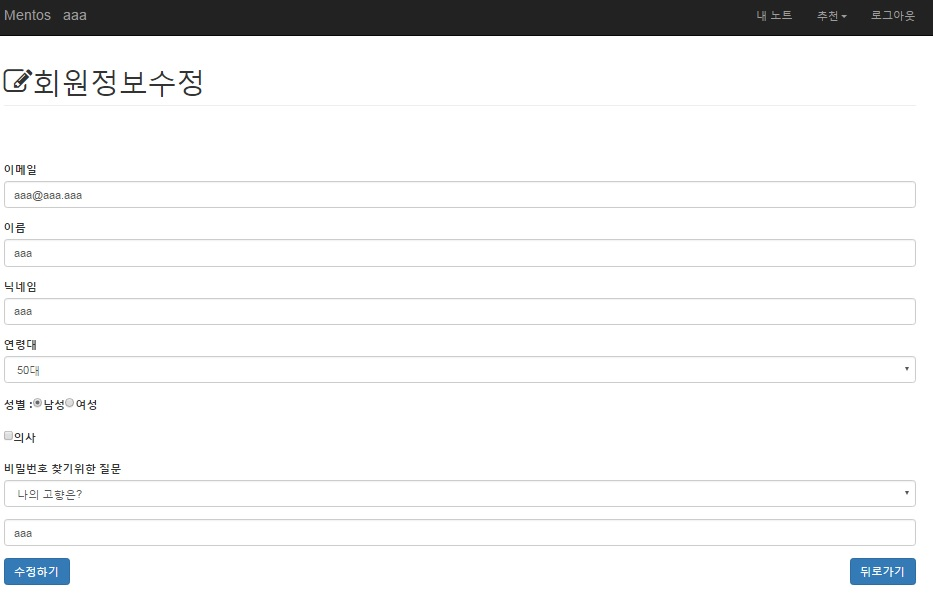 Mentos aaa 내 노트 추천 로그아웃
회원정보수정
이메일
aaa@aaa.aaa
이름
aaa
닉네임
aaa
연령대
50대
성별 : 남성 여성
의사
비밀번호 찾기위한 질문
나의 고향은?
aaa
수정하기 뒤로가기